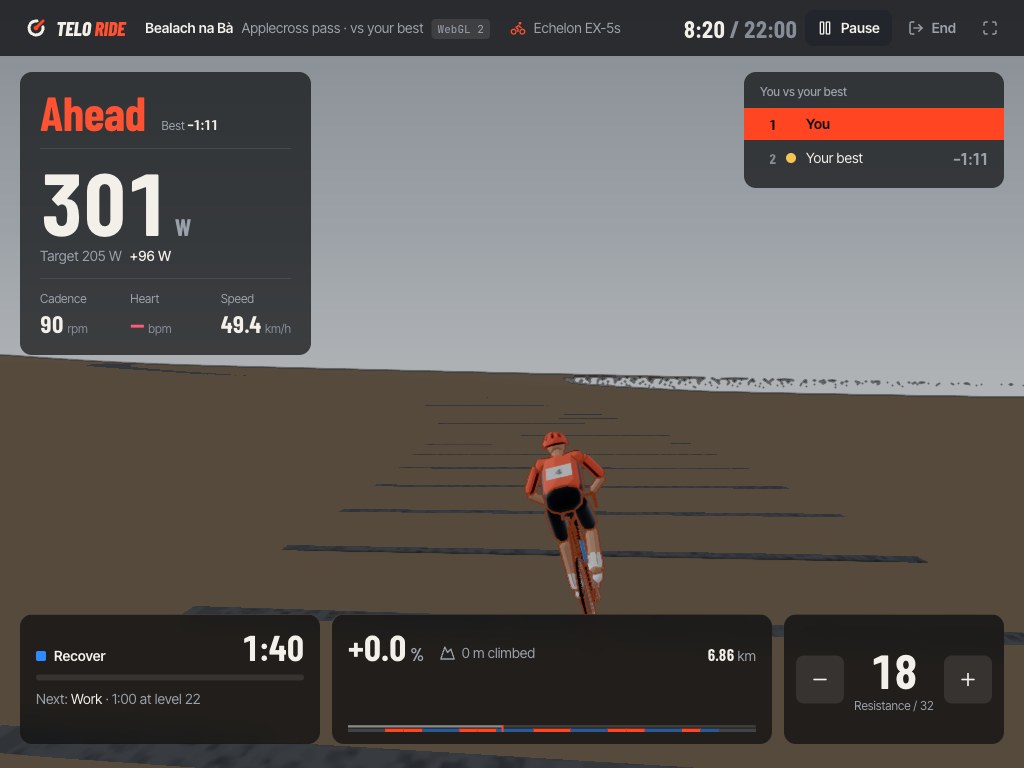 TELO RIDE Bealach na Bà Applecross pass · vs your best WebGL 2 Echelon EX-5s 8:20 / 22:00 Pause End
Ahead Best −1:11
301 W
Target 205 W +96 W
Cadence Heart Speed
90 rpm – bpm 49.4 km/h
You vs your best
1 You
2 Your best −1:11
Recover 1:40
Next: Work · 1:00 at level 22
+0.0 % 0 m climbed 6.86 km
− 18 +
Resistance / 32